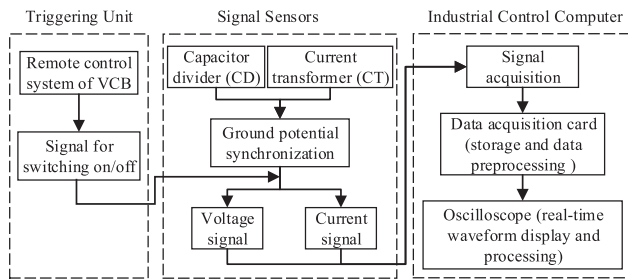 Triggering Unit
Remote control
system of VCB
Signal for
switching on/off
Signal Sensors
Capacitor
divider (CD)
Current
transformer (CT)
Ground potential
synchronization
Voltage
signal
Current
signal
Industrial Control Computer
Signal
acquisition
Data acquisition card
(storage and data
preprocessing )
Oscilloscope (real-time
waveform display and
processing)